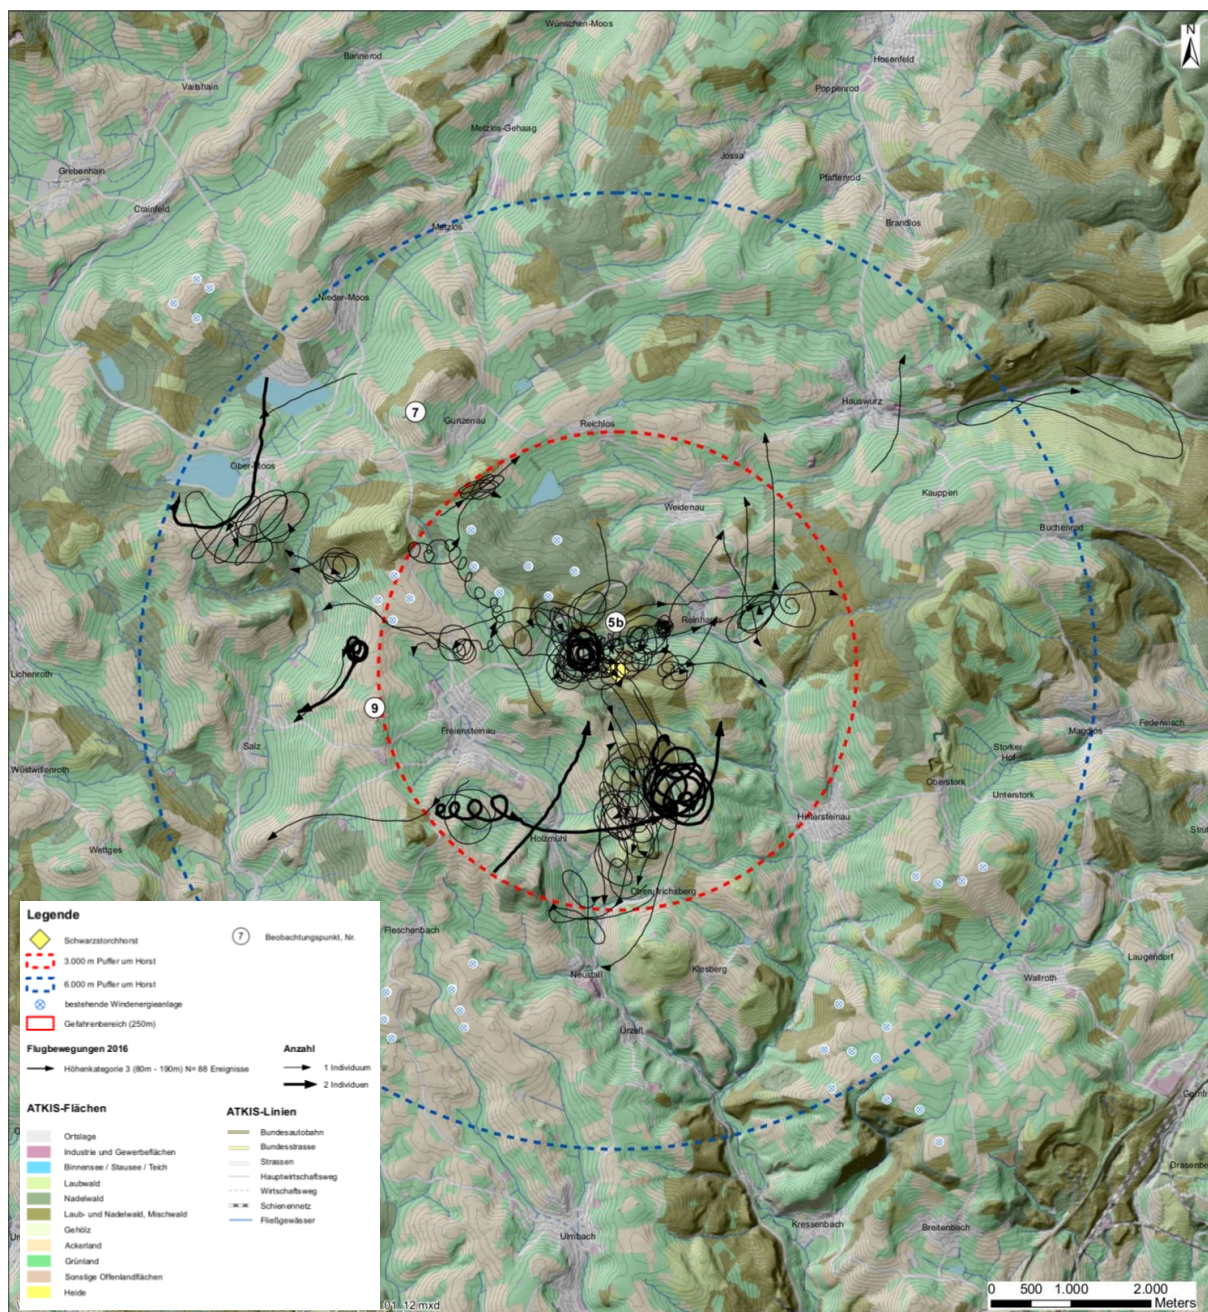 Wünschen-Moos
N
Bannerod
Hosenfeld
Vaitshain
Poppenrod
Metzlos-Gehaag
Jossa
Grebenhain
Pfaffenrod
Crainfeld
Brandlos
Metzlos
Nieder-Moos
Hauswurz
7
Gunzenau
Reichlos
Ober-Moos
Kauppen
Weidenau
Buchenrod
5b
Reinhards
Lichenroth
9
Federwisch
Freiensteinau
Magdlos
Salz
Storker
Hof
Wüstwillenroth
Oberstork
Unterstork
Hintersteinau
Holzmühl
Wettges
Fleschenbach
Klesberg
Neustall
Laugendorf
Wallroth
Ürzell
Kressenbach
Breitenbach
Ulmbach
Legende
Schwarzstorchhorst
7
Beobachtungspunkt, Nr.
3.000 m Puffer um Horst
6.000 m Puffer um Horst
bestehende Windenergieanlage
Gefahrenbereich (250m)
Flugbewegungen 2016
Anzahl
Höhenkategorie 3 (80m - 190m) N= 88 Ereignisse
1 Individuum
2 Individuen
ATKIS-Flächen
Ortslage
Industrie und Gewerbeflächen
Binnensee / Stausee / Teich
Laubwald
Nadelwald
Laub- und Nadelwald, Mischwald
Gehölz
Ackerland
Grünland
Sonstige Offenlandflächen
Heide
ATKIS-Linien
Bundesautobahn
Bundesstrasse
Strassen
Hauptwirtschaftsweg
Wirtschaftsweg
Schienennetz
Fließgewässer
0 500 1.000 2.000
Meters